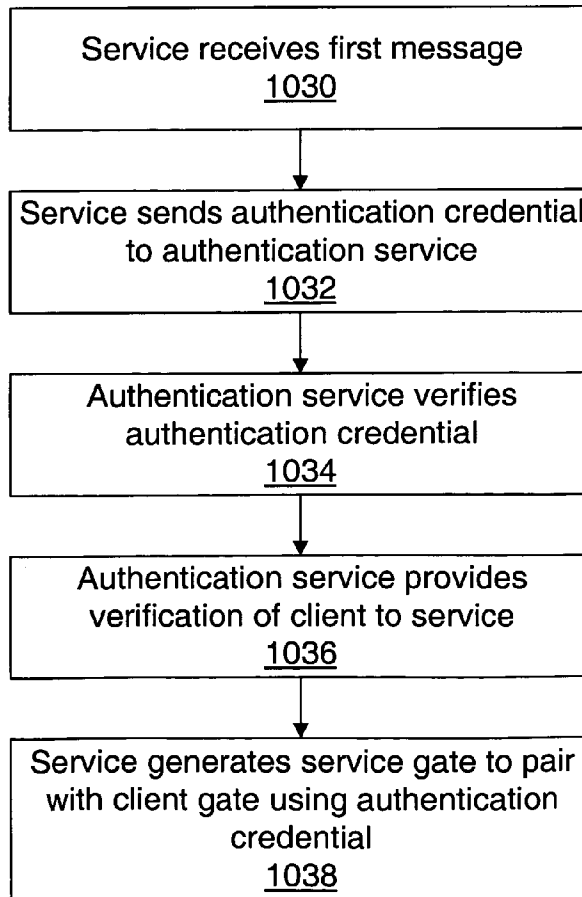 Service receives first message
1030
Service sends authentication credential
to authentication service
1032
Authentication service verifies
authentication credential
1034
Authentication service provides
verification of client to service
1036
Service generates service gate to pair
with client gate using authentication
credential
1038